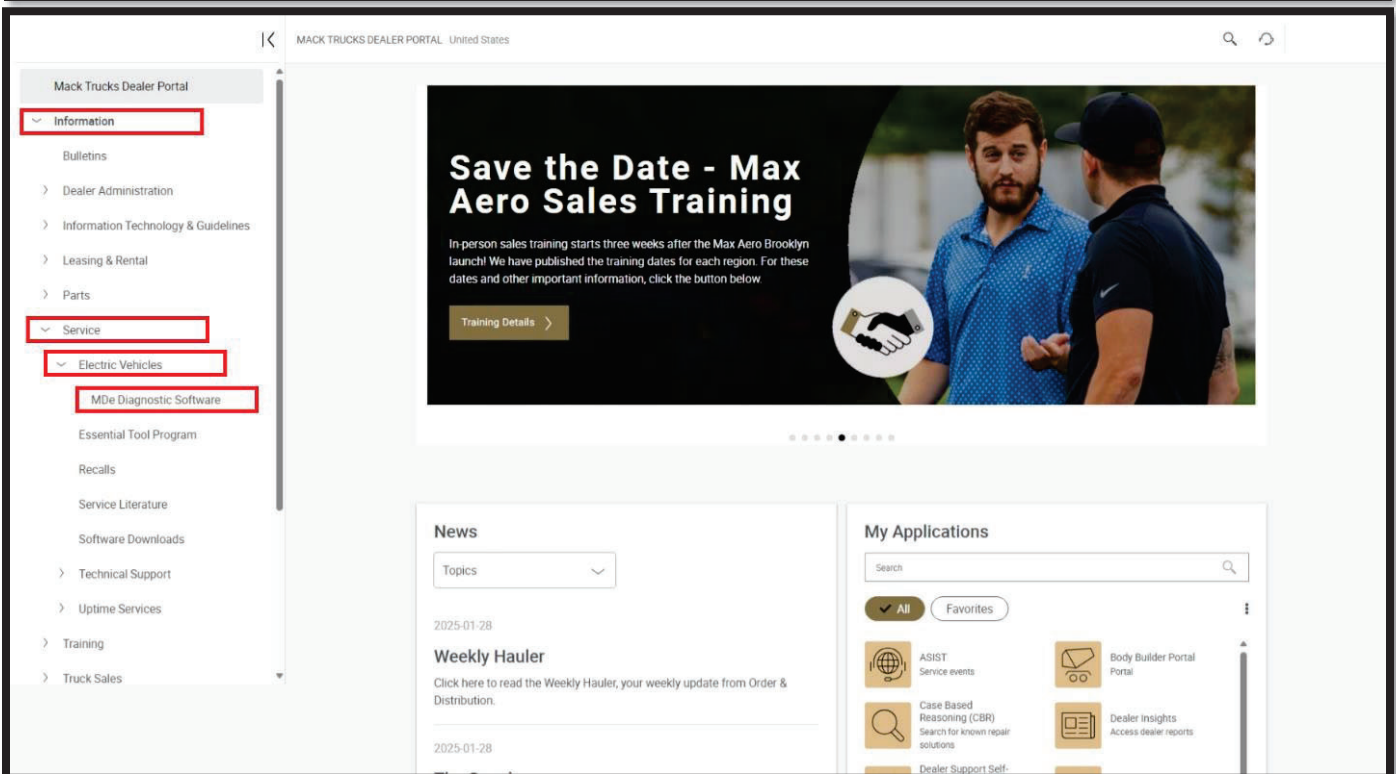 MACK TRUCKS DEALER PORTAL United States
Mack Trucks Dealer Portal
Information
Bulletins
Dealer Administration
Information Technology & Guidelines
Leasing & Rental
Parts
Service
Electric Vehicles
MDe Diagnostic Software
Essential Tool Program
Recalls
Service Literature
Software Downloads
Technical Support
Uptime Services
Training
Truck Sales
Save the Date - Max
Aero Sales Training
In-person sales training starts three weeks after the Max Aero Brooklyn
launch! We have published the training dates for each region. For these
dates and other important information, click the button below.
Training Details
News
Topics
2025-01-28
Weekly Hauler
Click here to read the Weekly Hauler, your weekly update from Order &
Distribution.
2025-01-28
My Applications
Search
All
Favorites
ASIST
Service events
Body Builder Portal
Portal
Case Based
Reasoning (CBR)
Search for known repair
solutions
Dealer Insights
Access dealer reports
Dealer Support Self-